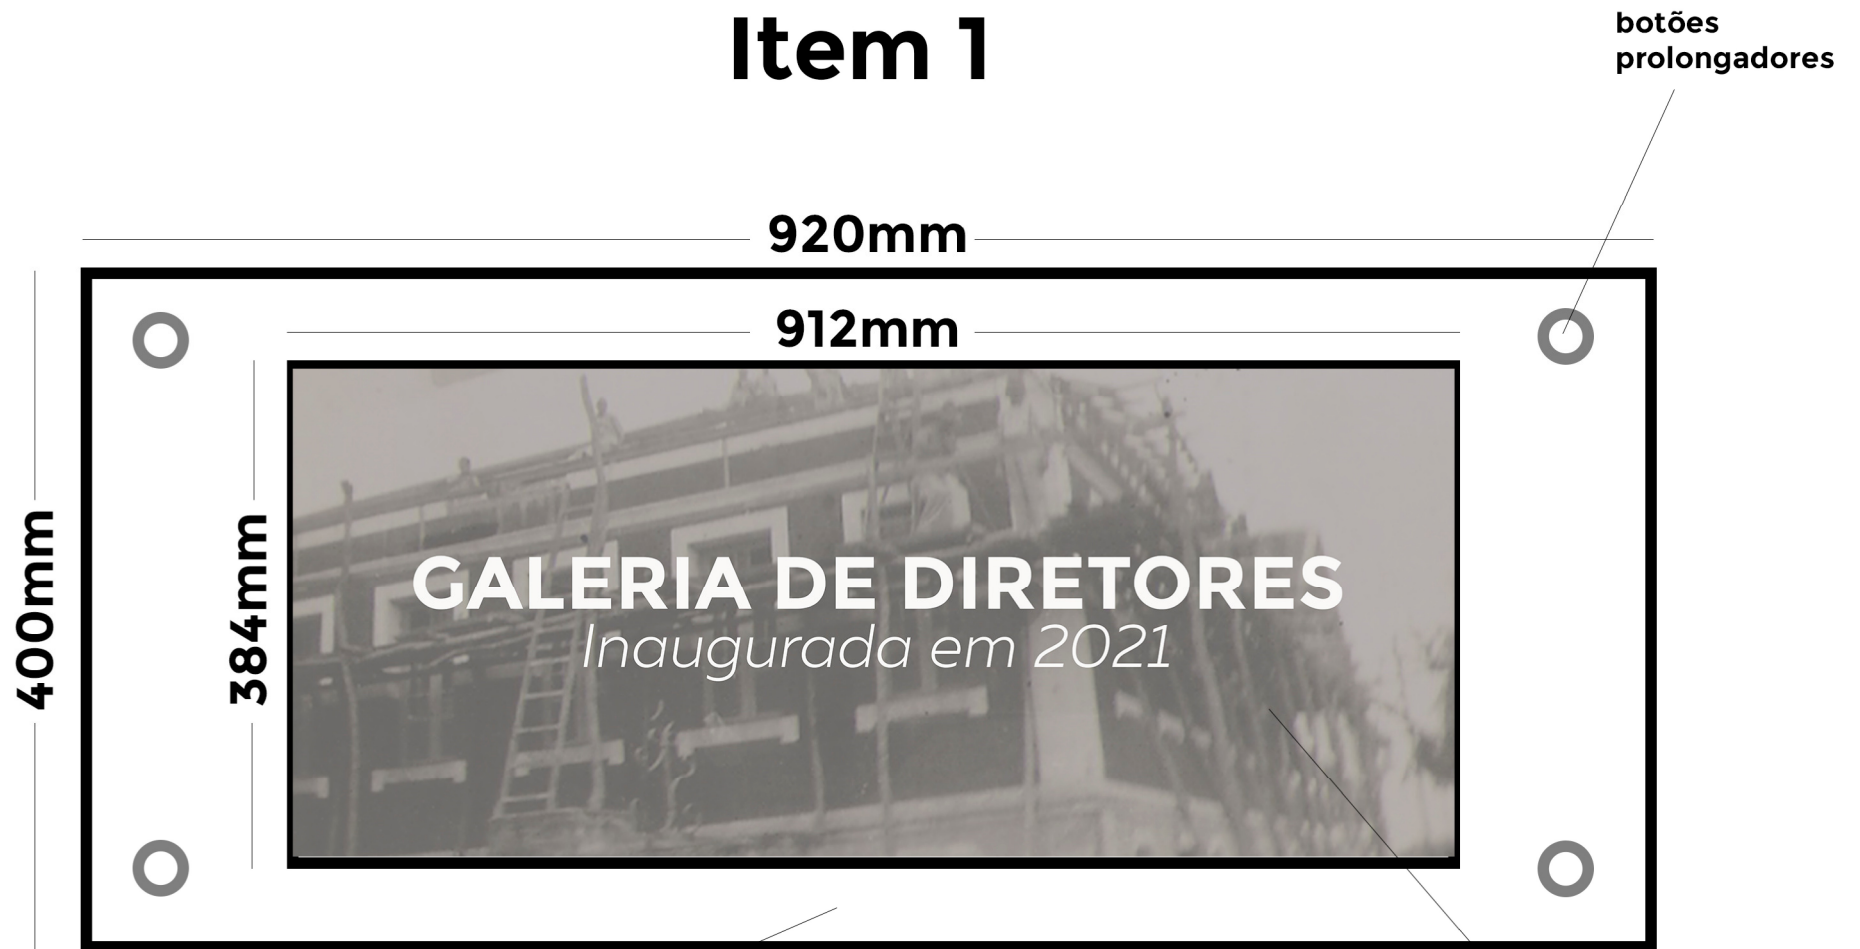 Item 1
botões
prolongadores
920mm
912mm
400mm
384mm
GALERIA DE DIRETORES
Inaugurada em 2021